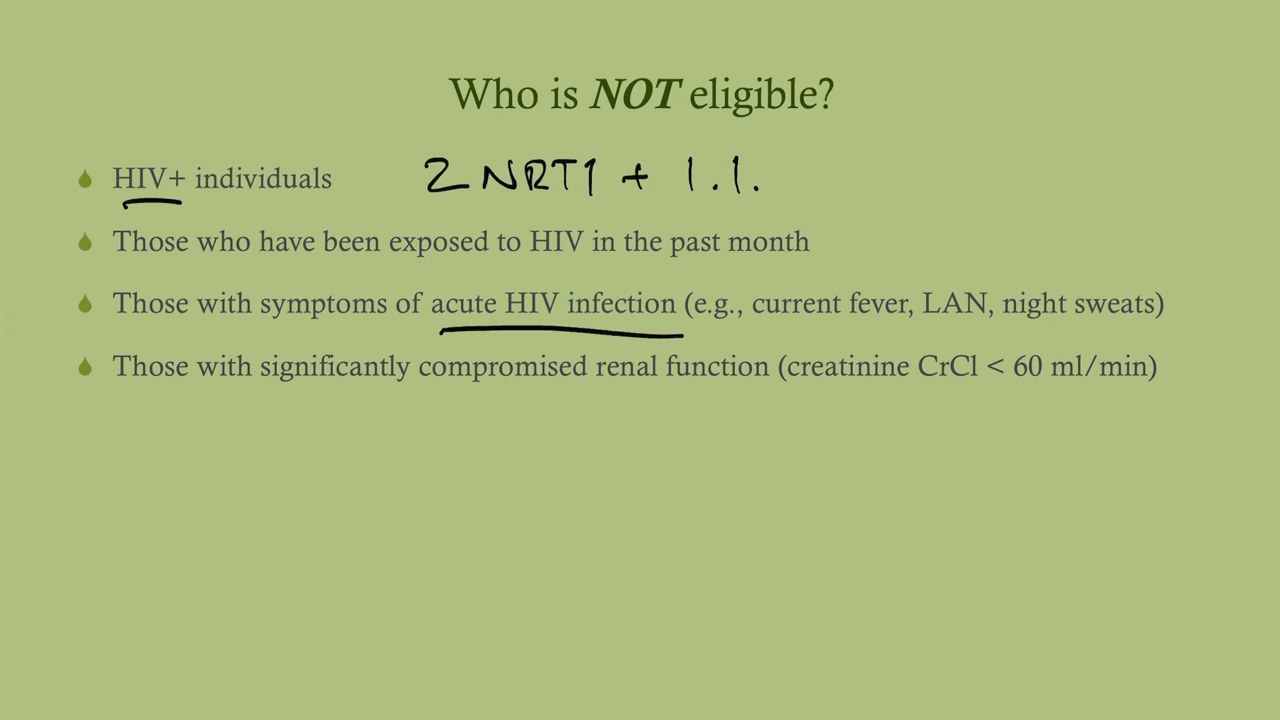 Who is NOT eligible?
HIV+ individuals 2 NRTI + I.I.
Those who have been exposed to HIV in the past month
Those with symptoms of acute HIV infection (e.g., current fever, LAN, night sweats)
Those with significantly compromised renal function (creatinine CrCl < 60 ml/min)